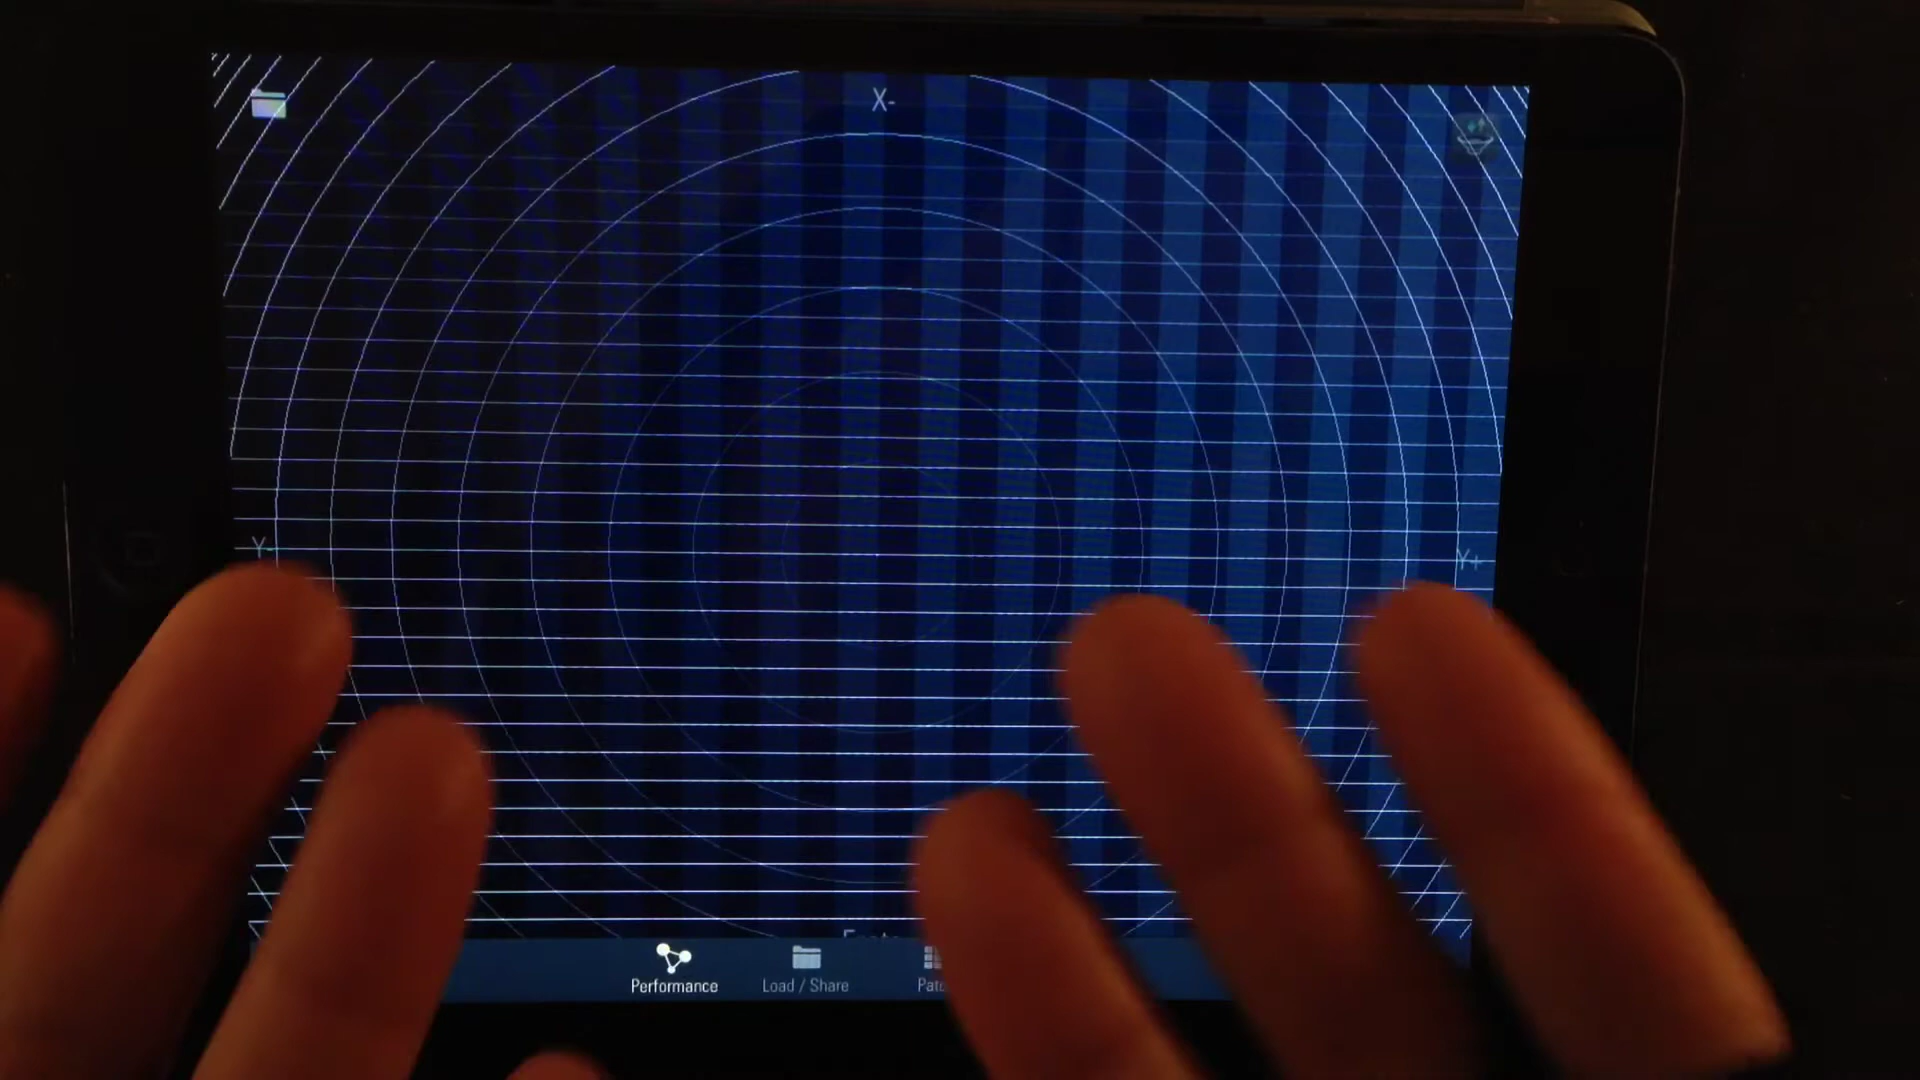 X-
Y-
Y+
Performance
Load / Share